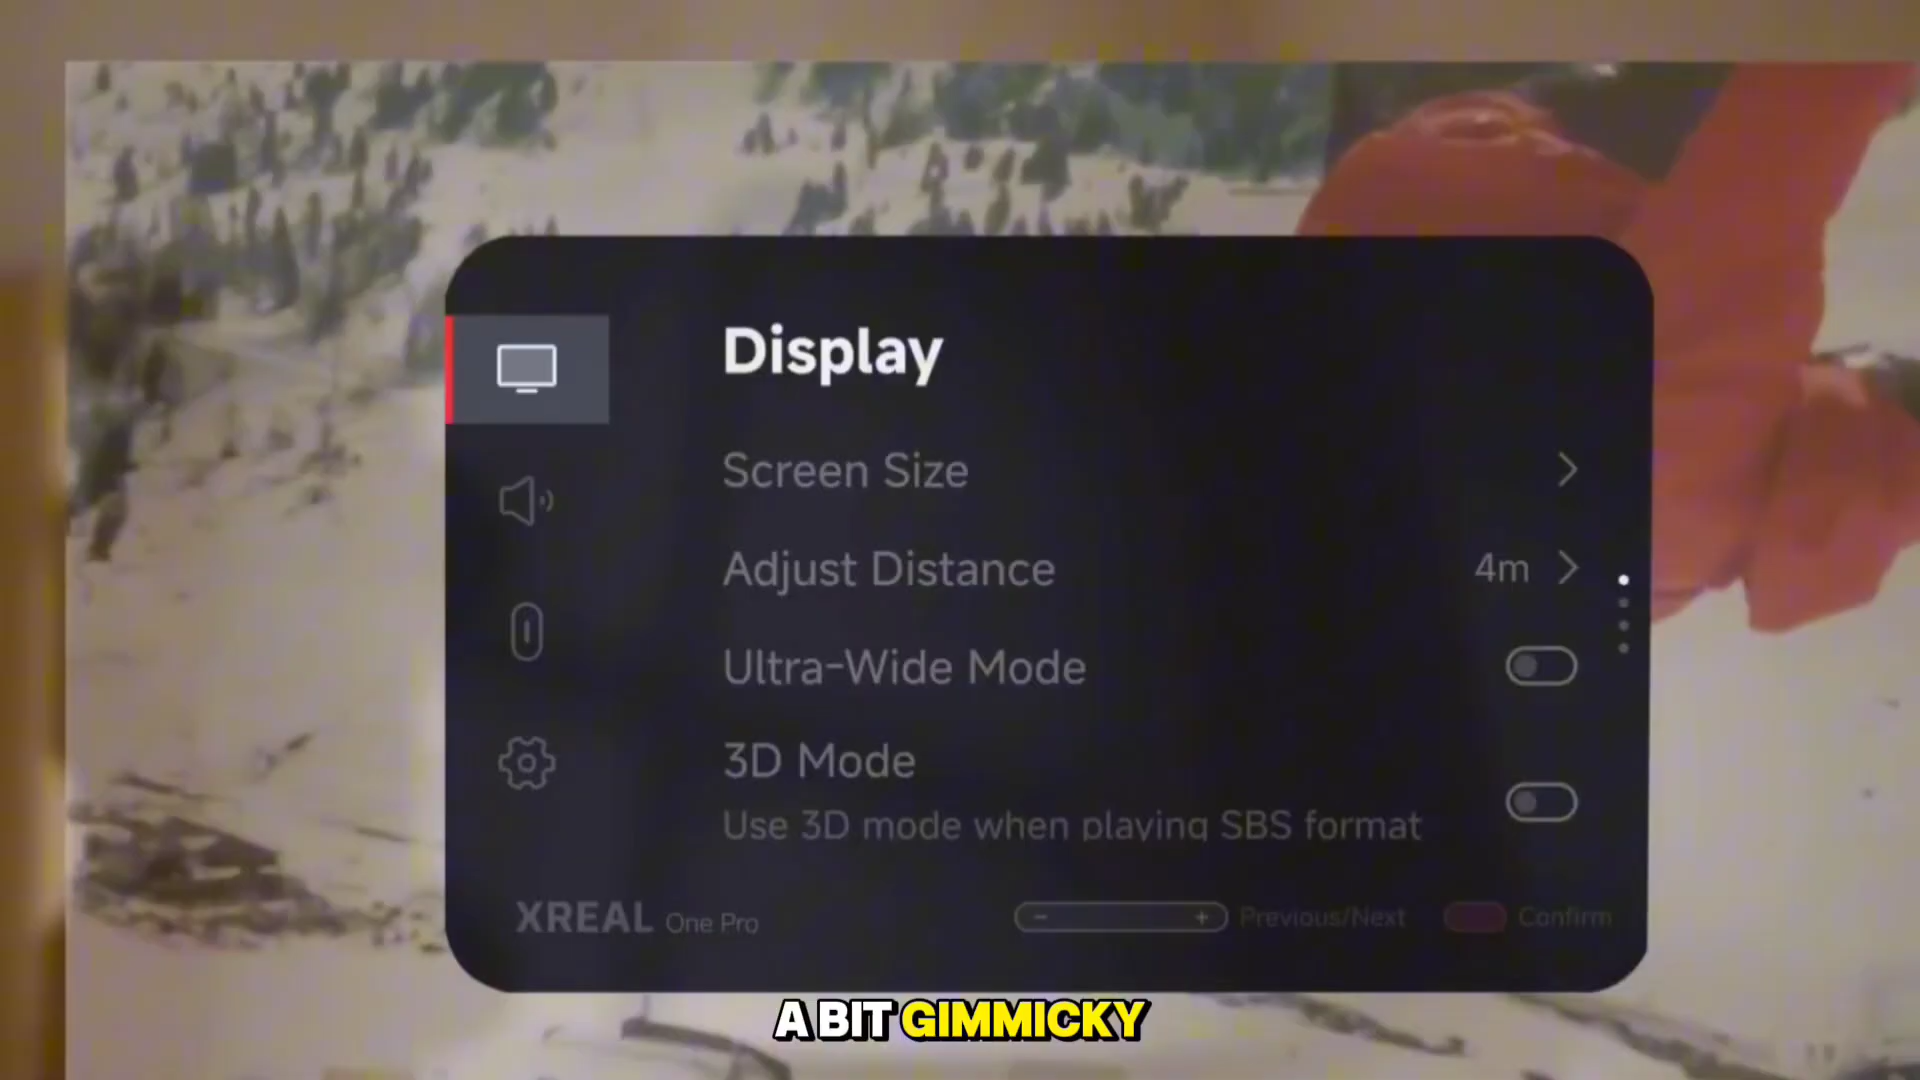 Display
Screen Size
Adjust Distance 4m
Ultra-Wide Mode
3D Mode
Use 3D mode when playing SBS format
XREAL One Pro
Previous/Next Confirm
A BIT GIMMICKY